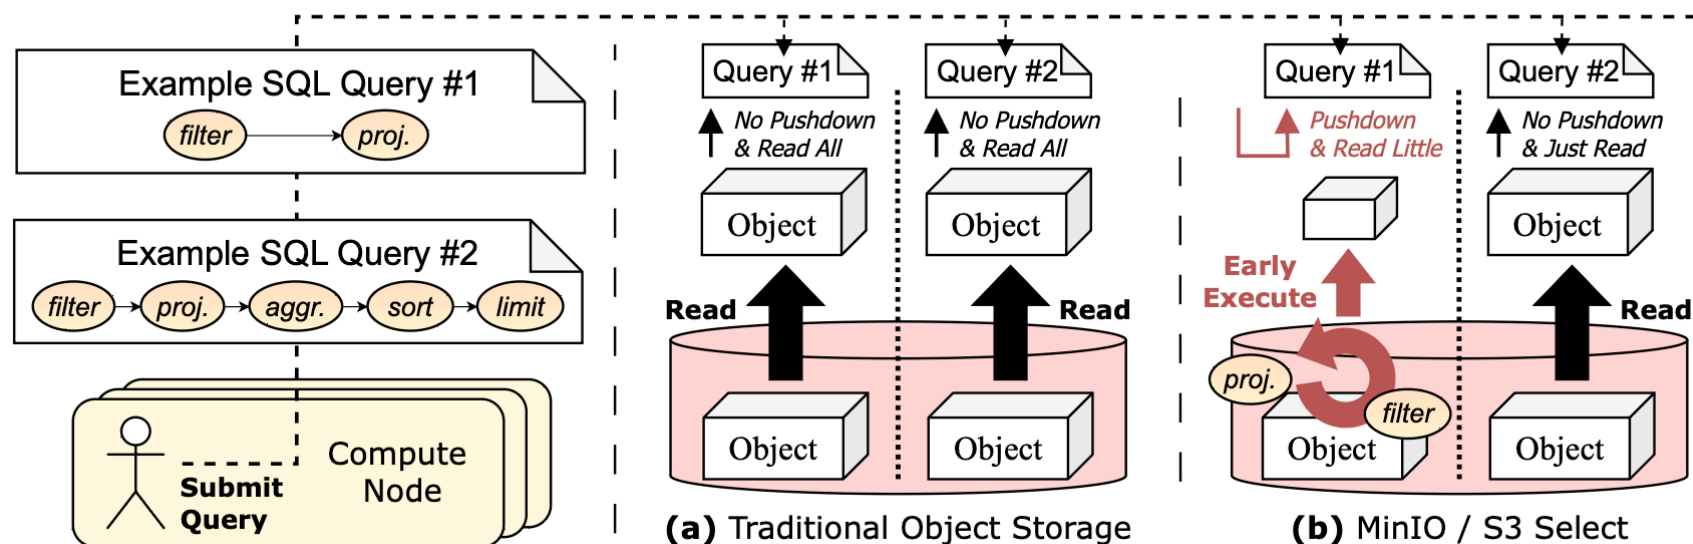 Example SQL Query #1
filter
proj.
Example SQL Query #2
filter
proj.
aggr.
sort
limit
Compute
Node
Submit
Query
Query #1
No Pushdown
& Read All
Object
Read
Object
Query #2
No Pushdown
& Read All
Object
Read
Object
(a) Traditional Object Storage
Query #1
Pushdown
& Read Little
Early
Execute
proj.
filter
Object
Query #2
No Pushdown
& Just Read
Object
Read
Object
(b) MinIO / S3 Select